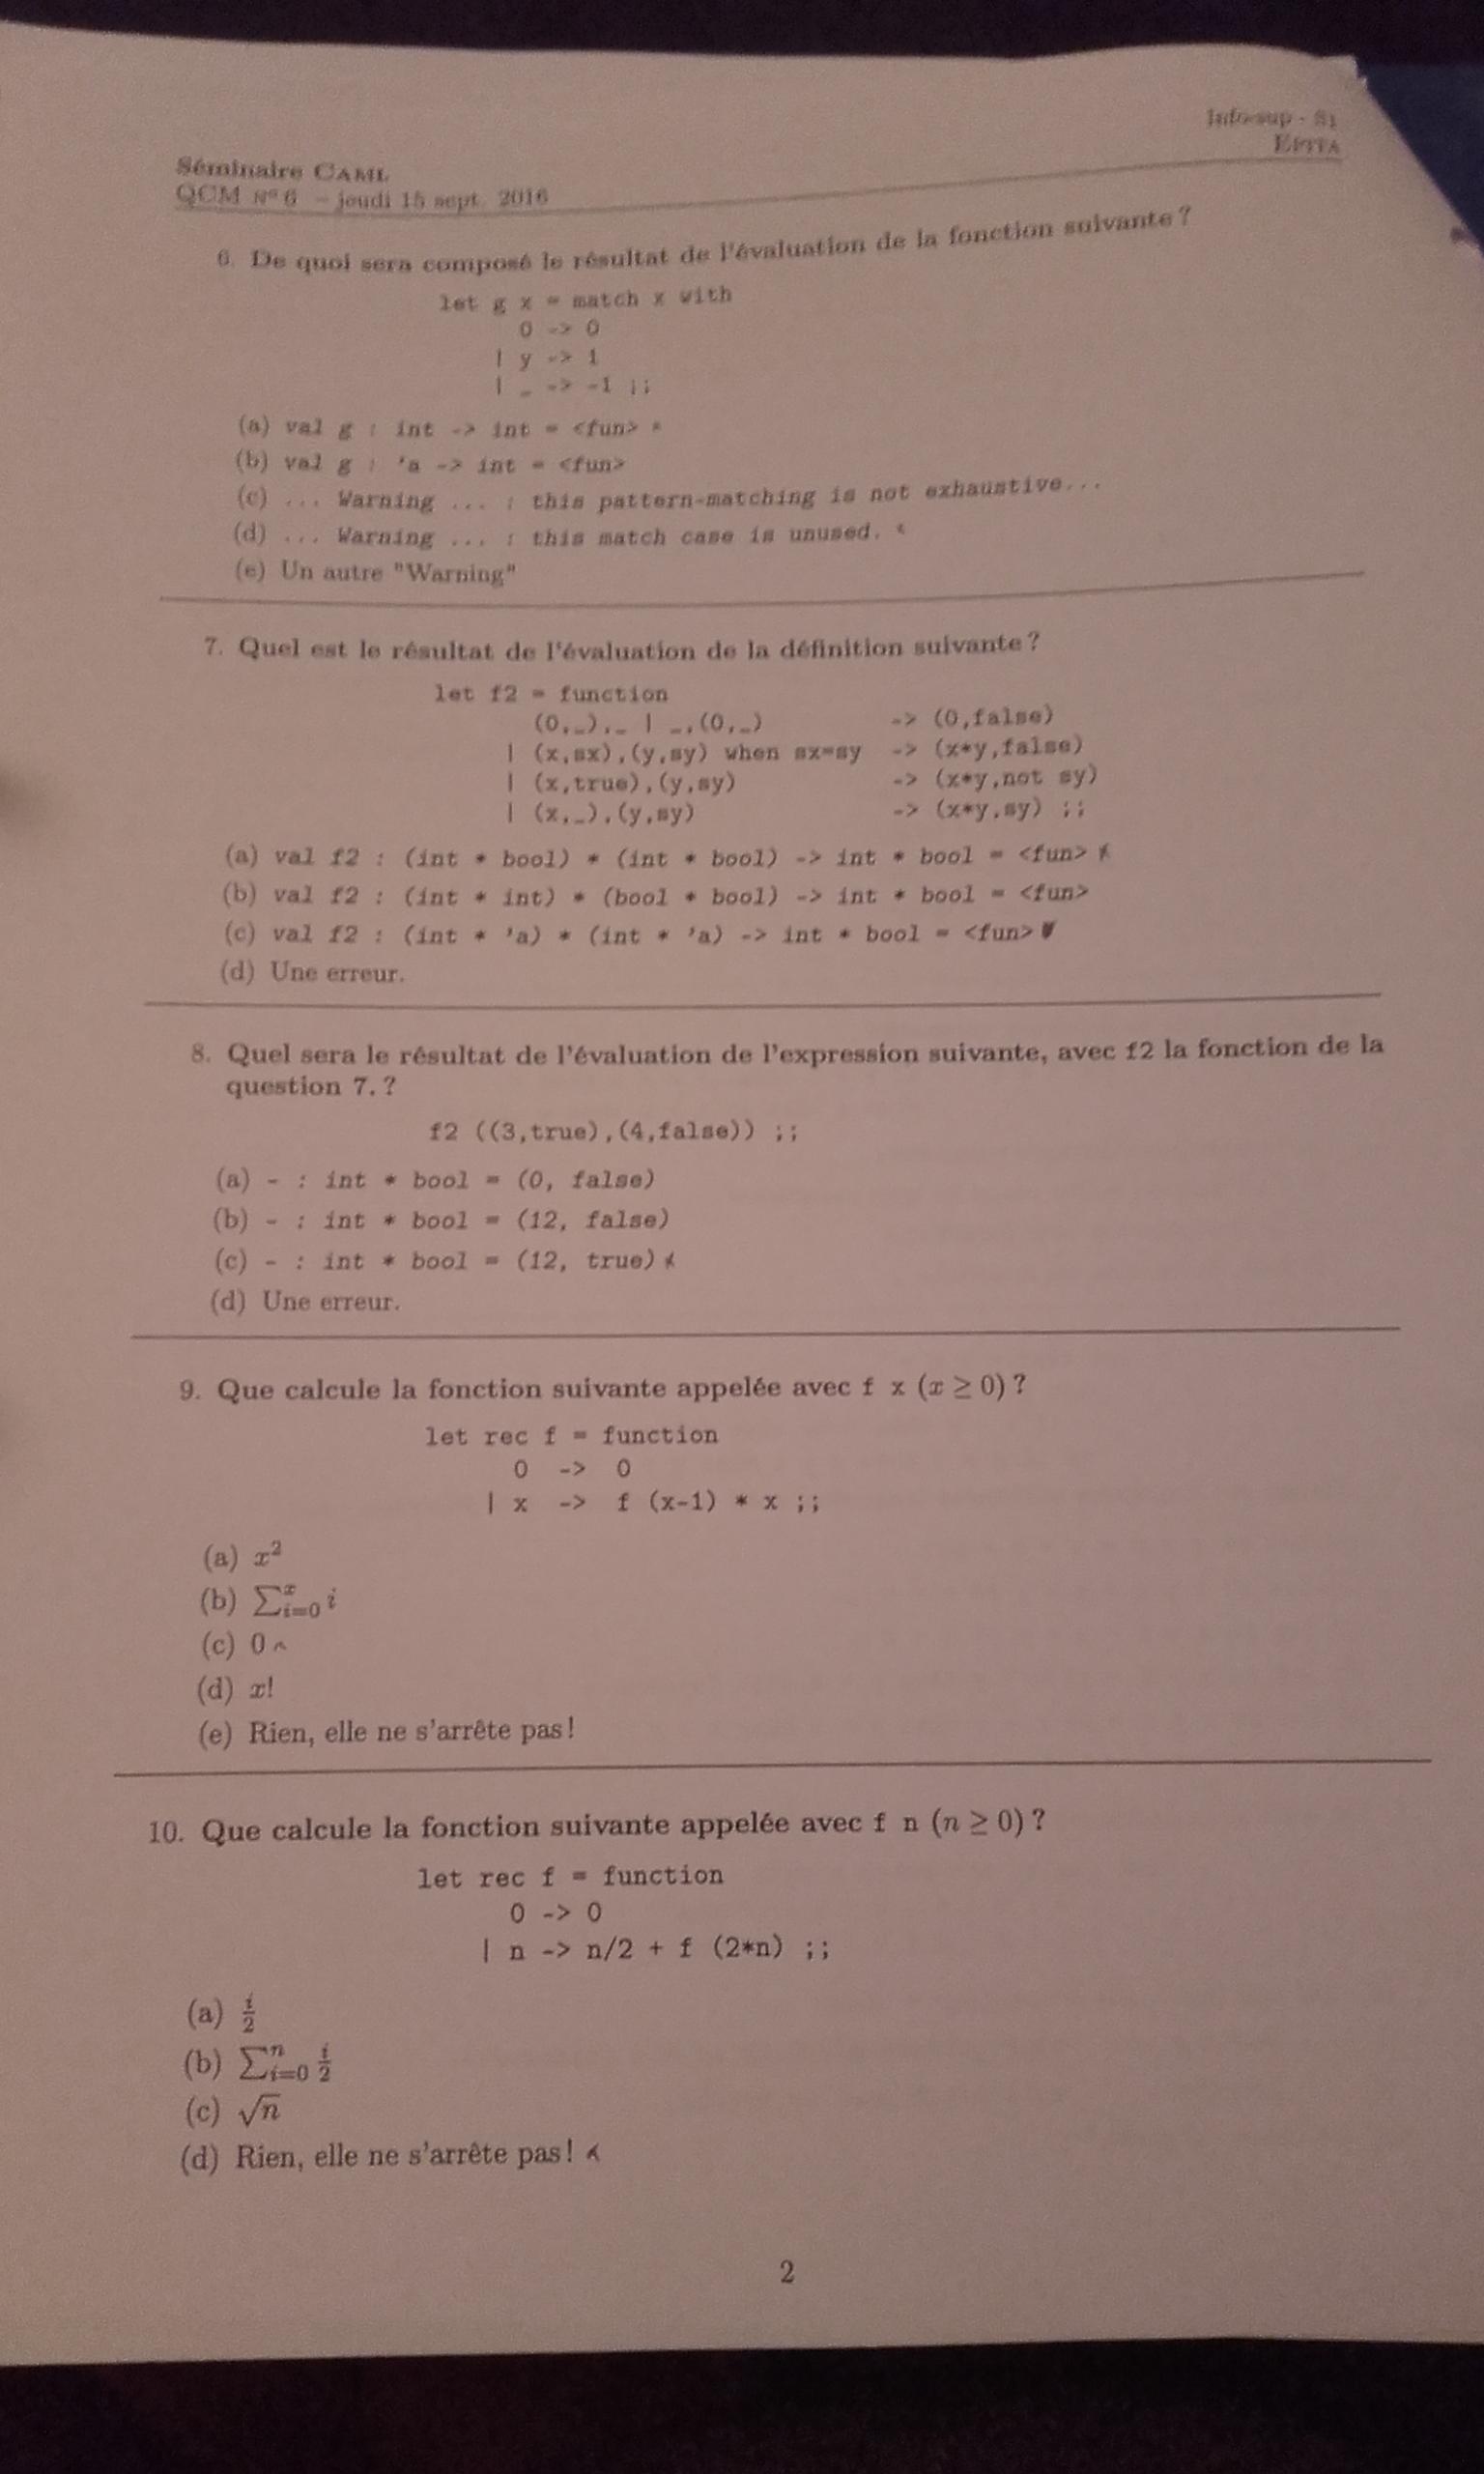 Info-sup - S1
EPITA
Séminaire CAML
QCM N° 6 – jeudi 15 sept. 2016
6. De quoi sera composé le résultat de l'évaluation de la fonction suivante ?
let g x = match x with
0 -> 0
| y -> 1
| _ -> -1 ;;
(a) val g : int -> int = <fun>
(b) val g : 'a -> int = <fun>
(c) ... Warning ... : this pattern-matching is not exhaustive...
(d) ... Warning ... : this match case is unused.
(e) Un autre "Warning"
7. Quel est le résultat de l'évaluation de la définition suivante ?
let f2 = function
(0,_),_ | _,(0,_) -> (0,false)
| (x,sx),(y,sy) when sx=sy -> (x*y,false)
| (x,true),(y,sy) -> (x*y,not sy)
| (x,_),(y,sy) -> (x*y,sy) ;;
(a) val f2 : (int * bool) * (int * bool) -> int * bool = <fun>
(b) val f2 : (int * int) * (bool * bool) -> int * bool = <fun>
(c) val f2 : (int * 'a) * (int * 'a) -> int * bool = <fun>
(d) Une erreur.
8. Quel sera le résultat de l'évaluation de l'expression suivante, avec f2 la fonction de la
question 7. ?
f2 ((3,true),(4,false)) ;;
(a) - : int * bool = (0, false)
(b) - : int * bool = (12, false)
(c) - : int * bool = (12, true)
(d) Une erreur.
9. Que calcule la fonction suivante appelée avec f x (x ≥ 0) ?
let rec f = function
0 -> 0
| x -> f (x-1) * x ;;
(a) x²
(b) ∑_{i=0}^{x} i
(c) 0
(d) x!
(e) Rien, elle ne s'arrête pas !
10. Que calcule la fonction suivante appelée avec f n (n ≥ 0) ?
let rec f = function
0 -> 0
| n -> n/2 + f (2*n) ;;
(a) i/2
(b) ∑_{i=0}^{n} i/2
(c) √n
(d) Rien, elle ne s'arrête pas !
2